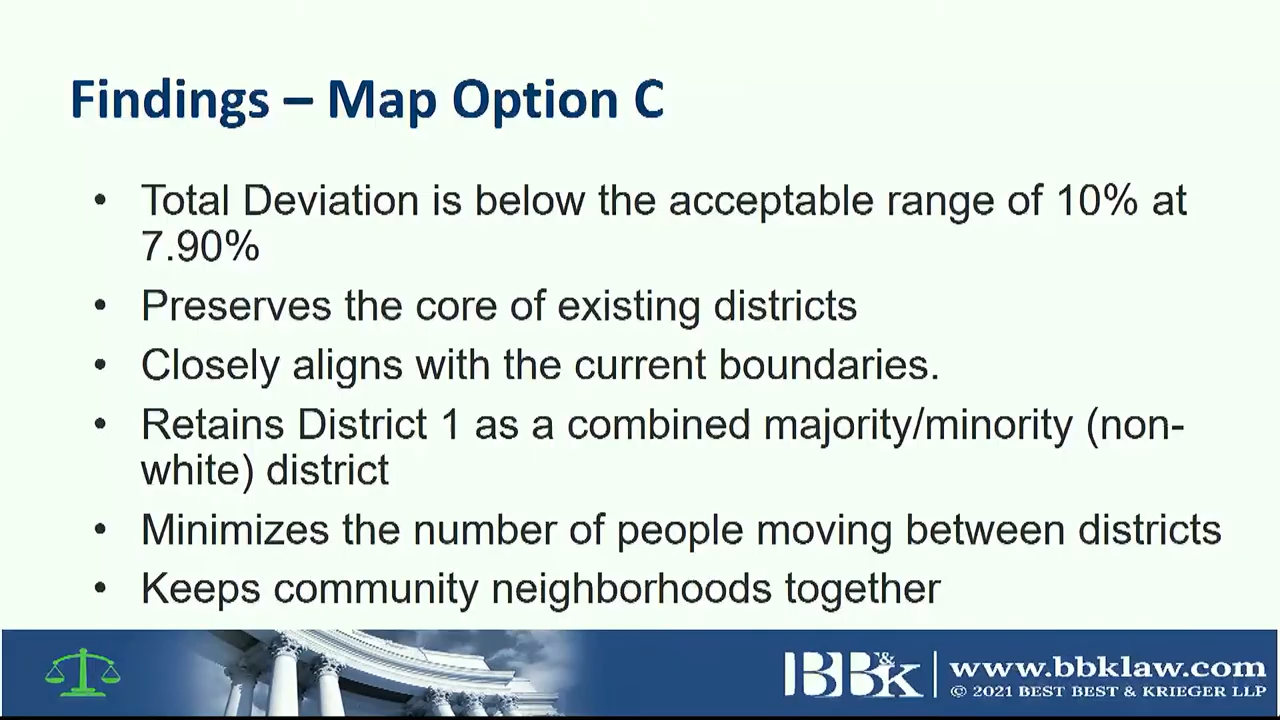 Findings – Map Option C
• Total Deviation is below the acceptable range of 10% at
7.90%
• Preserves the core of existing districts
• Closely aligns with the current boundaries.
• Retains District 1 as a combined majority/minority (non-
white) district
• Minimizes the number of people moving between districts
• Keeps community neighborhoods together
BB&K
www.bbklaw.com
© 2021 BEST BEST & KRIEGER LLP